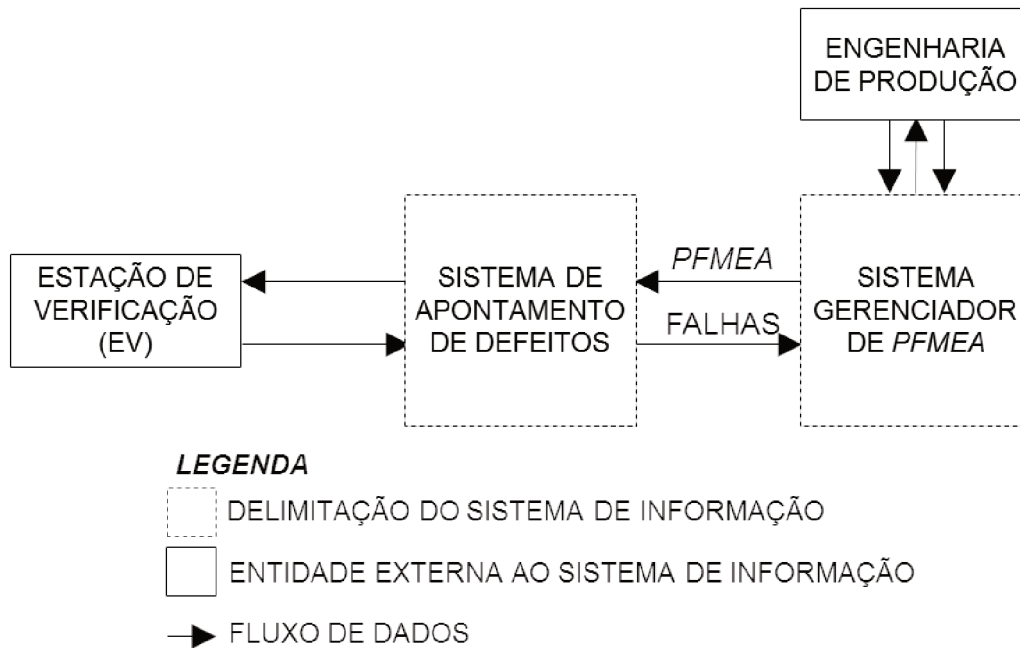 ENGENHARIA
DE PRODUÇÃO
ESTAÇÃO DE
VERIFICAÇÃO
(EV)
SISTEMA DE
APONTAMENTO
DE DEFEITOS
PFMEA
FALHAS
SISTEMA
GERENCIADOR
DE PFMEA
LEGENDA
DELIMITAÇÃO DO SISTEMA DE INFORMAÇÃO
ENTIDADE EXTERNA AO SISTEMA DE INFORMAÇÃO
FLUXO DE DADOS